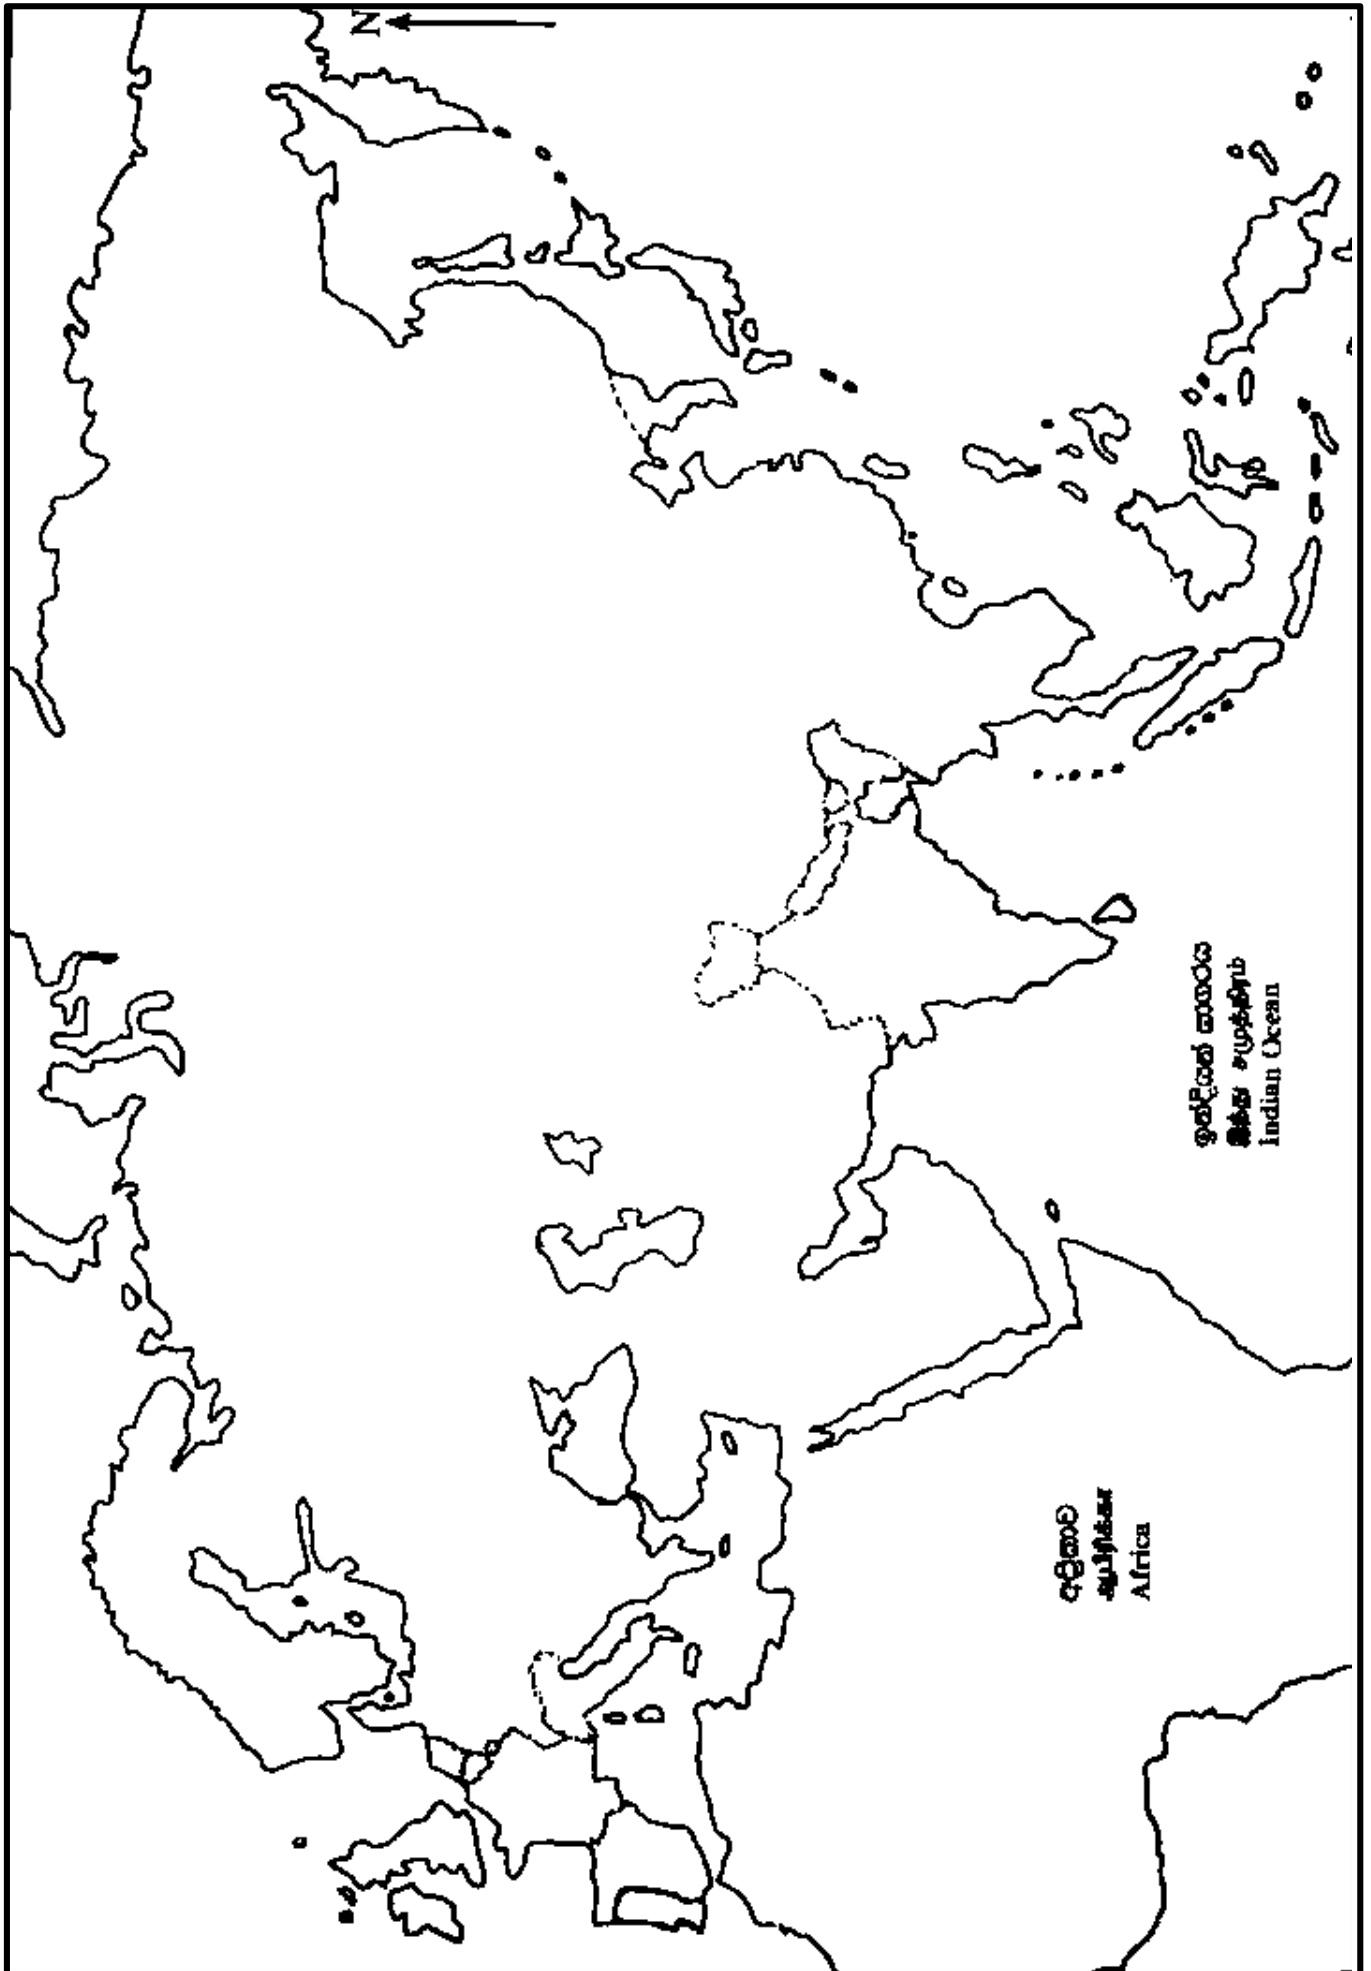 N
අප්‍රිකාව
ஆபிரிக்கா
Africa
ඉන්දියන් සාගරය
இந்து சமுத்திரம்
Indian Ocean